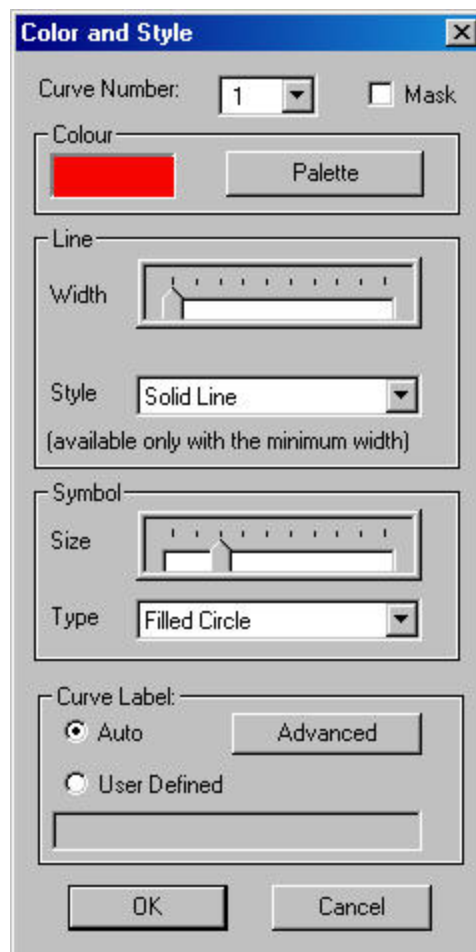 Color and Style
Curve Number: 1 Mask
Colour
Palette
Line
Width
Style Solid Line
(available only with the minimum width)
Symbol
Size
Type Filled Circle
Curve Label:
Auto Advanced
User Defined
OK Cancel